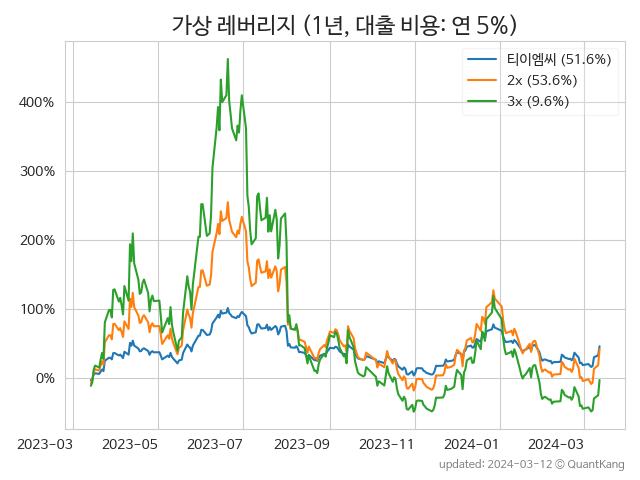 가상 레버리지 (1년, 대출 비용: 연 5%)
티이엠씨 (51.6%)
2x (53.6%)
3x (9.6%)
400%
300%
200%
100%
0%
2023-03 2023-05 2023-07 2023-09 2023-11 2024-01 2024-03
updated: 2024-03-12 © QuantKang